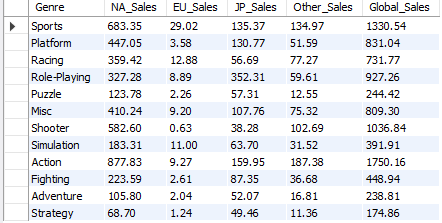 Genre NA_Sales EU_Sales JP_Sales Other_Sales Global_Sales
Sports 683.35 29.02 135.37 134.97 1330.54
Platform 447.05 3.58 130.77 51.59 831.04
Racing 359.42 12.88 56.69 77.27 731.77
Role-Playing 327.28 8.89 352.31 59.61 927.26
Puzzle 123.78 2.26 57.31 12.55 244.42
Misc 410.24 9.20 107.76 75.32 809.30
Shooter 582.60 0.63 38.28 102.69 1036.84
Simulation 183.31 11.00 63.70 31.52 391.91
Action 877.83 9.27 159.95 187.38 1750.16
Fighting 223.59 2.61 87.35 36.68 448.94
Adventure 105.80 2.04 52.07 16.81 238.81
Strategy 68.70 1.24 49.46 11.36 174.86